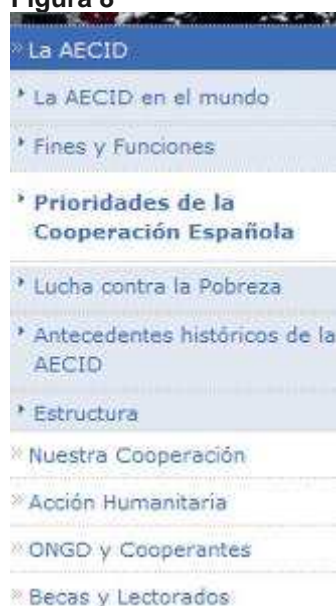 Figura 8
» La AECID
La AECID en el mundo
Fines y Funciones
Prioridades de la
Cooperación Española
Lucha contra la Pobreza
Antecedentes históricos de la
AECID
Estructura
» Nuestra Cooperación
» Acción Humanitaria
» ONGD y Cooperantes
» Becas y Lectorados